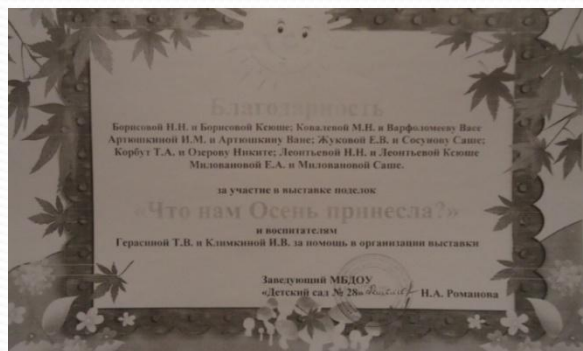 Благодарность
Борисовой Н.Н. и Борисовой Ксюше; Ковалевой М.Н. и Варфоломееву Васе
Артюшкиной И.М. и Артюшкину Ване; Жуковой Е.В. и Сосунову Саше;
Корбут Т.А. и Озерову Никите; Леонтьевой Н.Н. и Леонтьевой Ксюше
Миловановой Е.А. и Миловановой Саше.
за участие в выставке поделок
«Что нам Осень принесла?»
и воспитателям
Герасиной Т.В. и Климкиной И.В. за помощь в организации выставки
Заведующий МБДОУ
«Детский сад № 28» Н.А. Романова